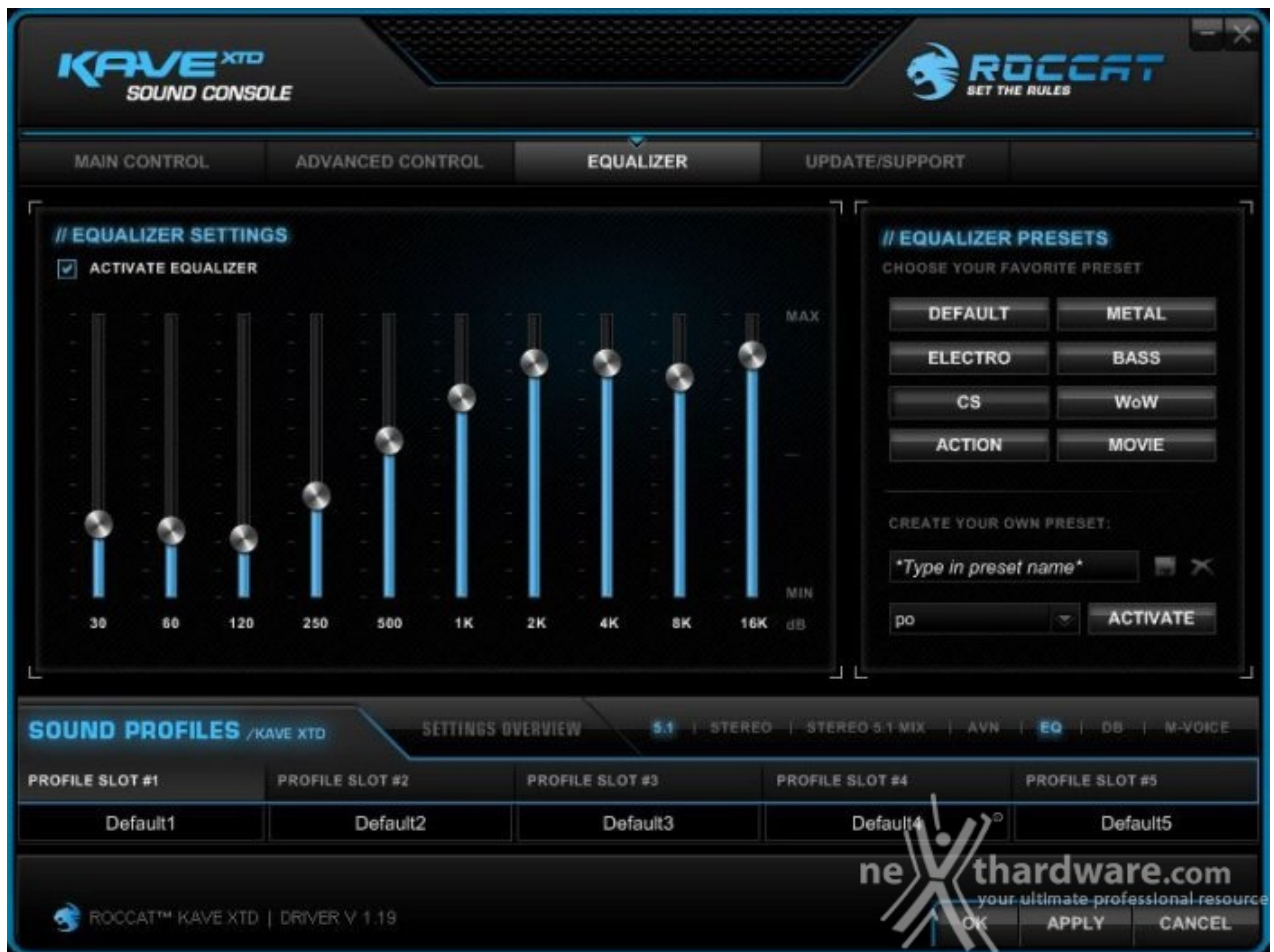 KAVE XTD
SOUND CONSOLE
ROCCAT
SET THE RULES
MAIN CONTROL ADVANCED CONTROL EQUALIZER UPDATE/SUPPORT
// EQUALIZER SETTINGS
ACTIVATE EQUALIZER
MAX
MIN
30 60 120 250 500 1K 2K 4K 8K 16K dB
// EQUALIZER PRESETS
CHOOSE YOUR FAVORITE PRESET
DEFAULT METAL
ELECTRO BASS
CS WoW
ACTION MOVIE
CREATE YOUR OWN PRESET:
*Type in preset name*
po ACTIVATE
SOUND PROFILES /KAVE XTD
SETTINGS OVERVIEW 5.1 | STEREO | STEREO 5.1 MIX | AVN | EQ | DB | M-VOICE
PROFILE SLOT #1 PROFILE SLOT #2 PROFILE SLOT #3 PROFILE SLOT #4 PROFILE SLOT #5
Default1 Default2 Default3 Default4 Default5
nexthardware.com
your ultimate professional resource
ROCCAT™ KAVE XTD | DRIVER V 1.19
OK APPLY CANCEL